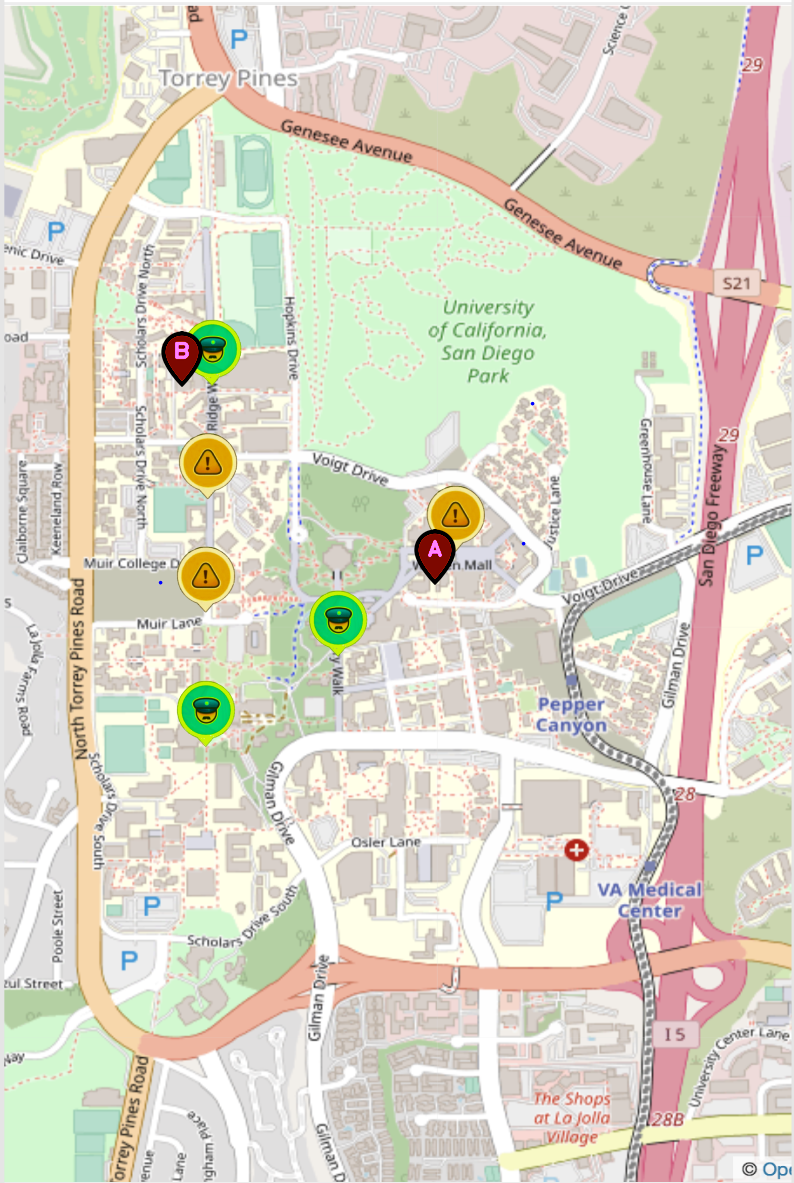 P
Science
29
Torrey Pines
Genesee Avenue
Genesee Avenue
P
enic Drive
S21
Scholars Drive North
Hopkins Drive
University
of California,
San Diego
Park
oad
B
Ridge W
29
Greenhouse Lane
San Diego Freeway
Scholars Drive North
Claiborne Square
Keeneland Row
Voigt Drive
Justice Lane
A
Muir College D
Mall
P
Voigt Drive
Muir Lane
La Jolla Farms Road
North Torrey Pines Road
y Walk
Gilman Drive
Pepper
Canyon
Scholars Drive South
Gilman Drive
28
Osler Lane
VA Medical
Center
P
P
Poole Street
Scholars Drive South
P
zul Street
Gilman Drive
I 5
University Center Lane
The Shops
at La Jolla
Village
28B
Torrey Pines Road
Gilman D
venue
Lane
ngham Place
© Ope